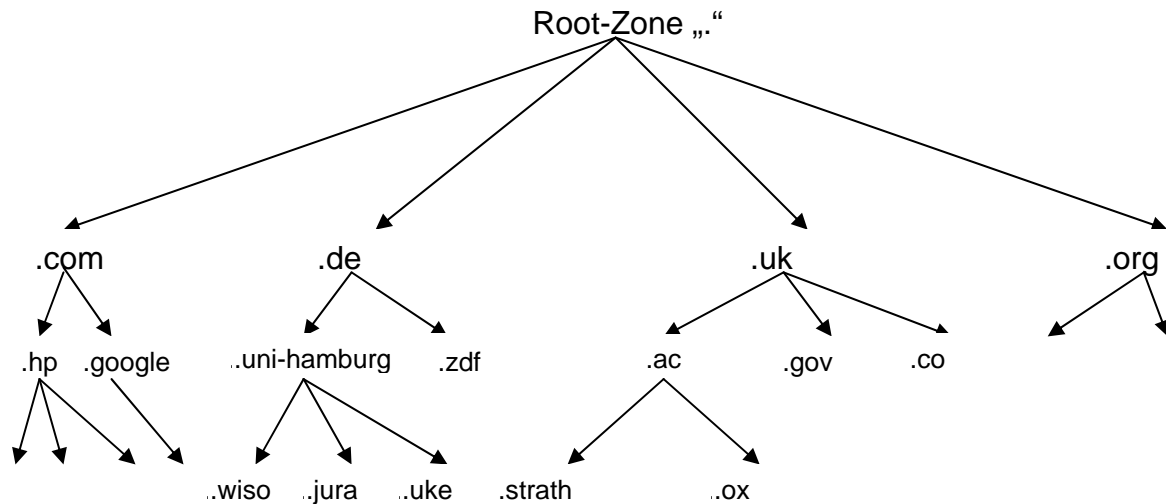 Root-Zone „.“
.com .de .uk .org
.hp .google ..uni-hamburg .zdf .ac .gov .co
..wiso ..jura ..uke .strath ..ox